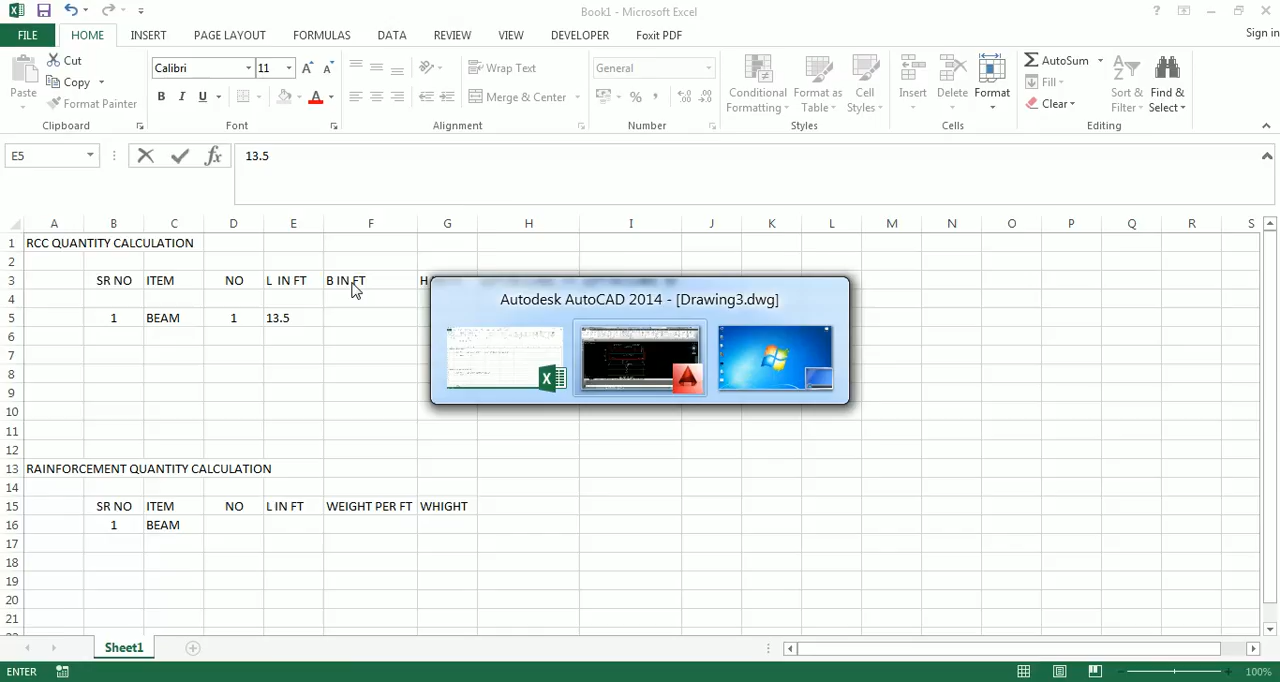 Book1 - Microsoft Excel
?
FILE
HOME
INSERT
PAGE LAYOUT
FORMULAS
DATA
REVIEW
VIEW
DEVELOPER
Foxit PDF
Sign in
Paste
Cut
Copy
Format Painter
Clipboard
Calibri
11
A A
B I U A
Font
Wrap Text
Merge & Center
Alignment
General
%
,
Number
Conditional Formatting
Format as Table
Cell Styles
Styles
Insert
Delete
Format
Cells
AutoSum
Fill
Clear
Sort & Filter
Find & Select
Editing
E5
fx
13.5
A B C D E F G H I J K L M N O P Q R S
1 RCC QUANTITY CALCULATION
2
3 SR NO ITEM NO L IN FT B IN FT H
4
5 1 BEAM 1 13.5
6
7
8
9
10
11
12
13 RAINFORCEMENT QUANTITY CALCULATION
14
15 SR NO ITEM NO L IN FT WEIGHT PER FT WHIGHT
16 1 BEAM
17
18
19
20
21
Autodesk AutoCAD 2014 - [Drawing3.dwg]
Sheet1
ENTER
100%